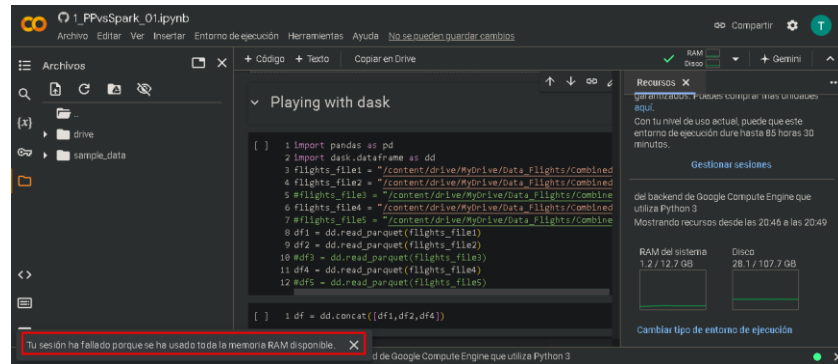 1_PPvsSpark_01.ipynb
Archivo Editar Ver Insertar Entorno de ejecución Herramientas Ayuda No se pueden guardar cambios
Compartir
T
Archivos
+ Código + Texto Copiar en Drive
RAM
Disco
Gemini
{x}
..
drive
sample_data
Playing with dask
[ ] 1 import pandas as pd
2 import dask.dataframe as dd
3 flights_file1 = "/content/drive/MyDrive/Data_Flights/Combined
4 flights_file2 = "/content/drive/MyDrive/Data_Flights/Combined
5 #flights_file3 = "/content/drive/MyDrive/Data_Flights/Combine
6 flights_file4 = "/content/drive/MyDrive/Data_Flights/Combined
7 #flights_file5 = "/content/drive/MyDrive/Data_Flights/Combine
8 df1 = dd.read_parquet(flights_file1)
9 df2 = dd.read_parquet(flights_file2)
10 #df3 = dd.read_parquet(flights_file3)
11 df4 = dd.read_parquet(flights_file4)
12 #df5 = dd.read_parquet(flights_file5)
[ ] 1 df = dd.concat([df1,df2,df4])
Recursos
garantizados. Puedes comprar más unidades
aquí.
Con tu nivel de uso actual, puede que este
entorno de ejecución dure hasta 85 horas 30
minutos.
Gestionar sesiones
del backend de Google Compute Engine que
utiliza Python 3
Mostrando recursos desde las 20:46 a las 20:49
RAM del sistema
1.2 / 12.7 GB
Disco
28.1 / 107.7 GB
Cambiar tipo de entorno de ejecución
Tu sesión ha fallado porque se ha usado toda la memoria RAM disponible.
d de Google Compute Engine que utiliza Python 3